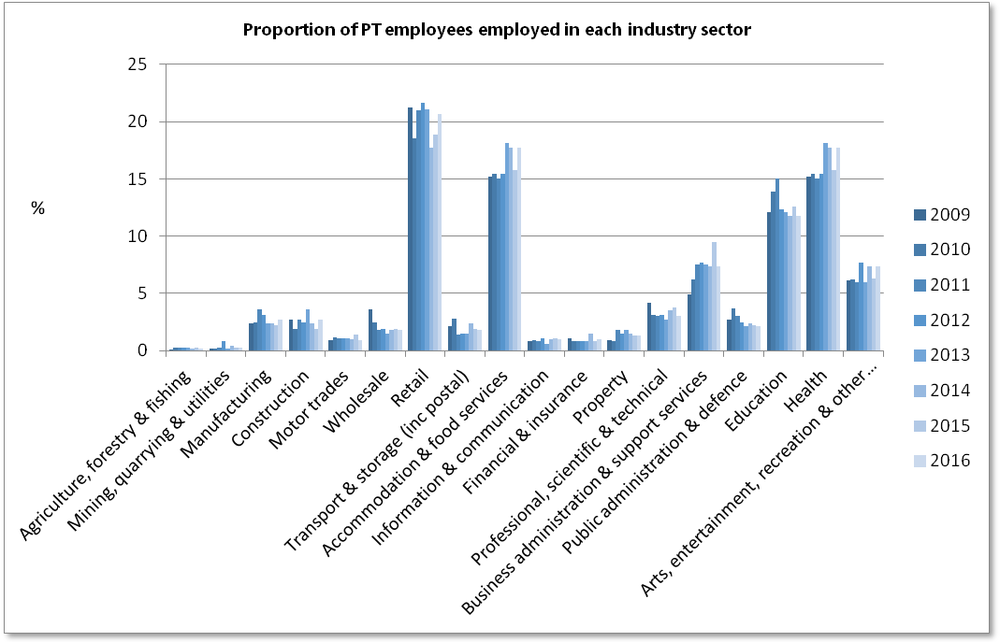 Proportion of PT employees employed in each industry sector
25
20
15
10
5
0
%
Agriculture, forestry & fishing
Mining, quarrying & utilities
Manufacturing
Construction
Motor trades
Wholesale
Retail
Transport & storage (inc postal)
Accommodation & food services
Information & communication
Financial & insurance
Property
Professional, scientific & technical
Business administration & support services
Public administration & defence
Education
Health
Arts, entertainment, recreation & other...
2009
2010
2011
2012
2013
2014
2015
2016